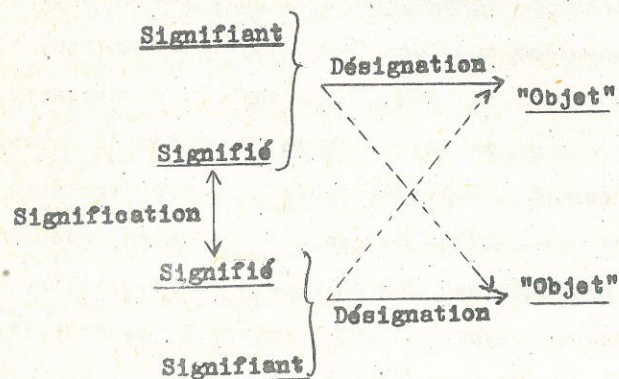 Signifiant
Désignation
"Objet"
Signifié
Signification
Signifié
"Objet"
Désignation
Signifiant